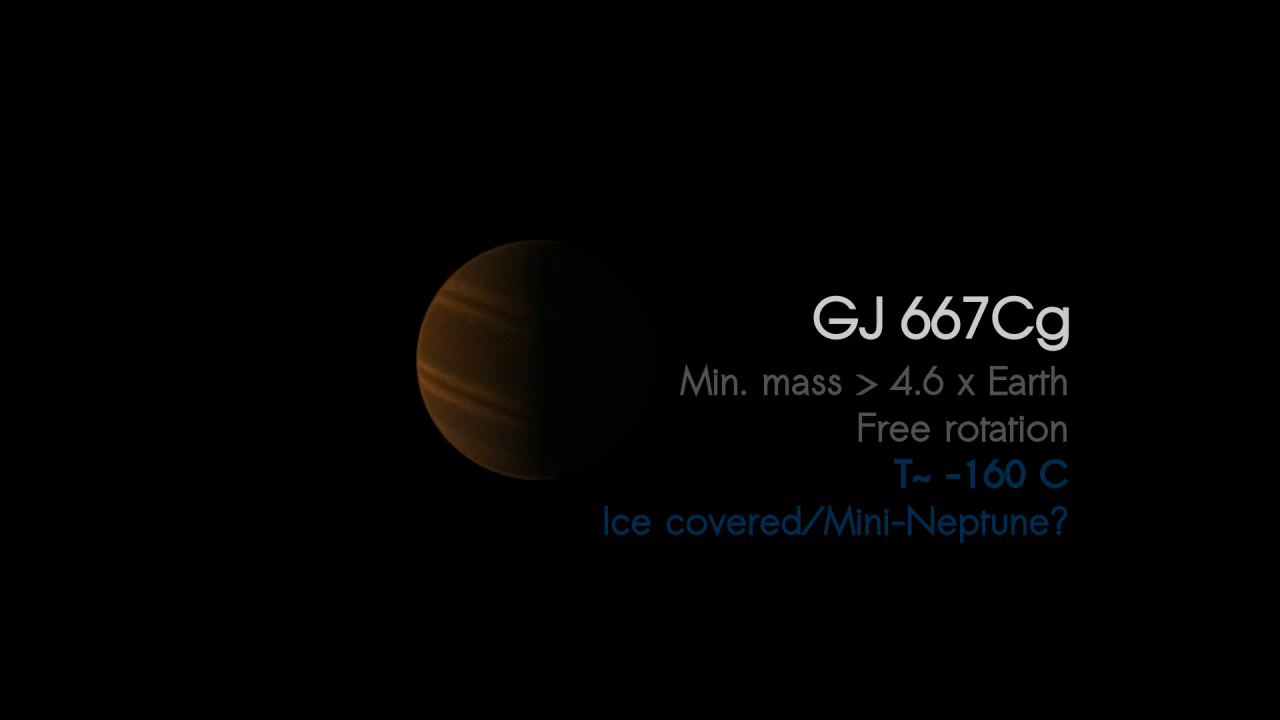 GJ 667Cg
Min. mass > 4.6 x Earth
Free rotation
T~ -160 C
Ice covered/Mini-Neptune?